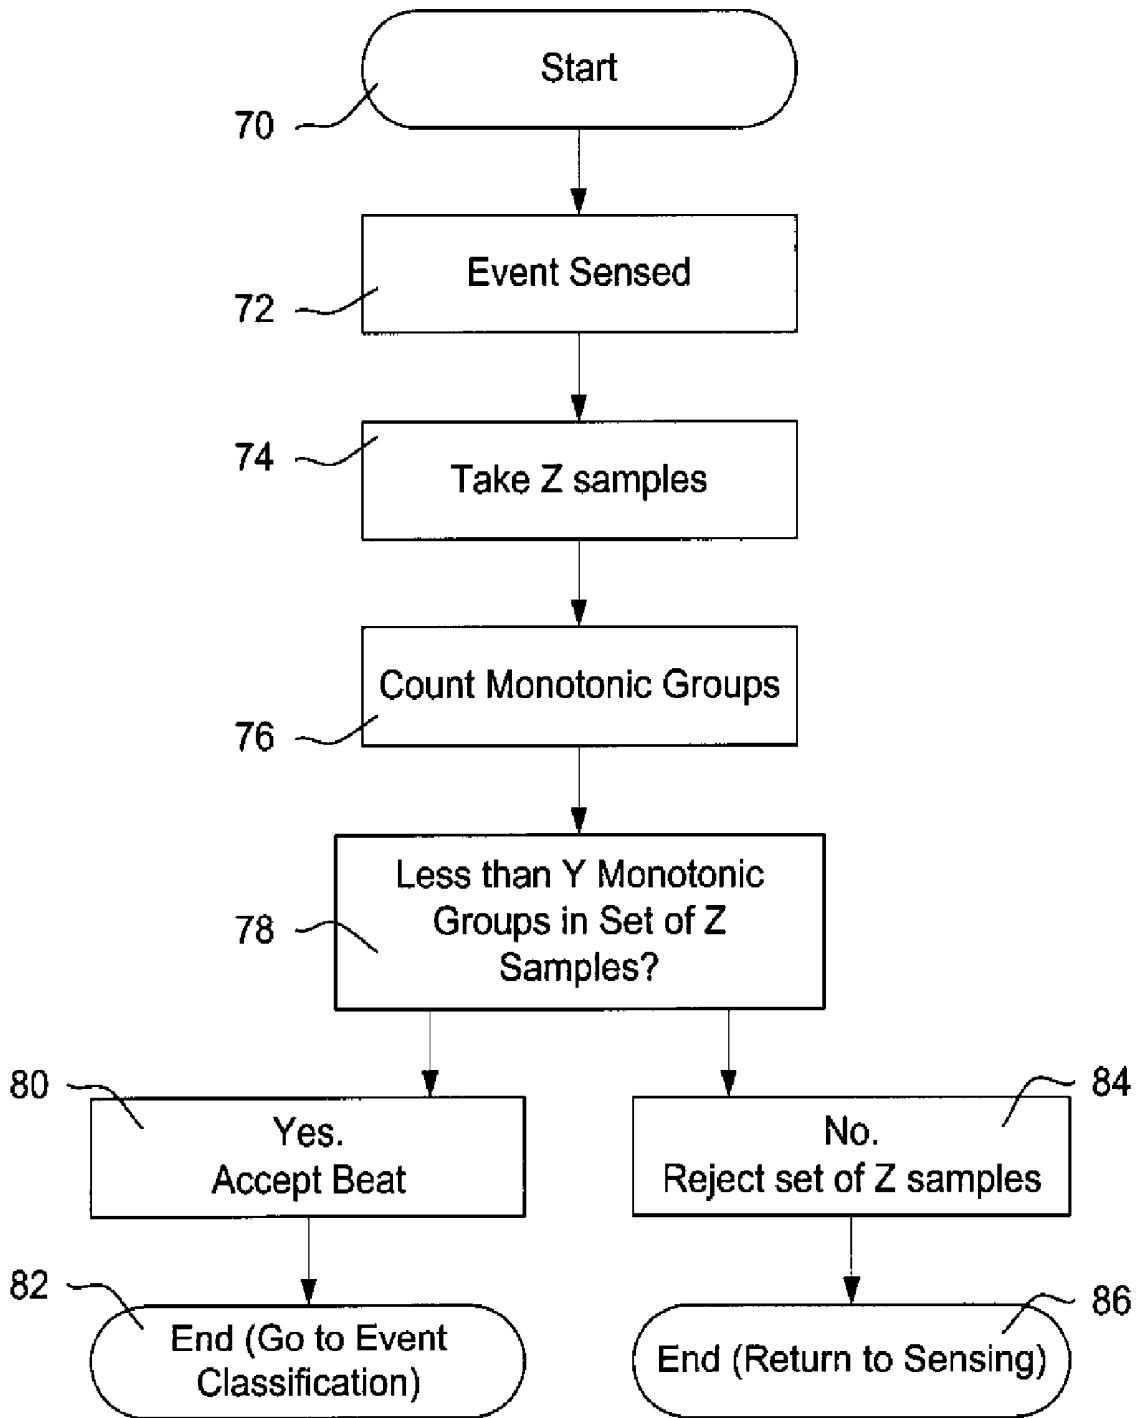 Start
70
Event Sensed
72
74
Take Z samples
Count Monotonic Groups
76
Less than Y Monotonic
Groups in Set of Z
Samples?
78
80
Yes.
Accept Beat
84
No.
Reject set of Z samples
82
End (Go to Event
Classification)
86
End (Return to Sensing)